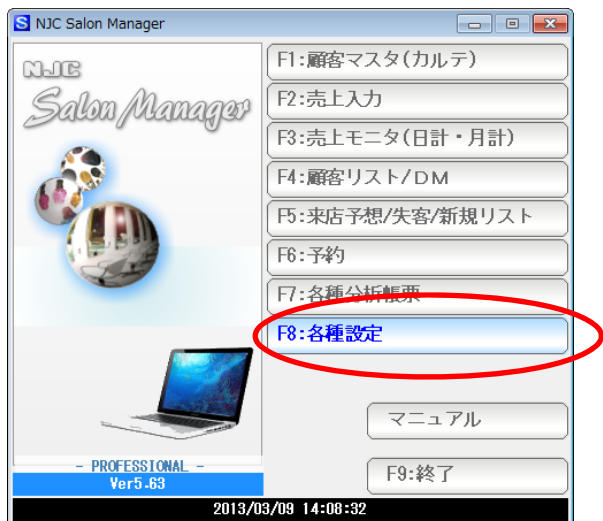 NJC Salon Manager
NJC
Salon Manager
F1:顧客マスタ(カルテ)
F2:売上入力
F3:売上モニタ(日計・月計)
F4:顧客リスト/DM
F5:来店予想/失客/新規リスト
F6:予約
F7:各種分析帳票
F8:各種設定
マニュアル
F9:終了
- PROFESSIONAL -
Ver5.63
2013/03/09 14:08:32